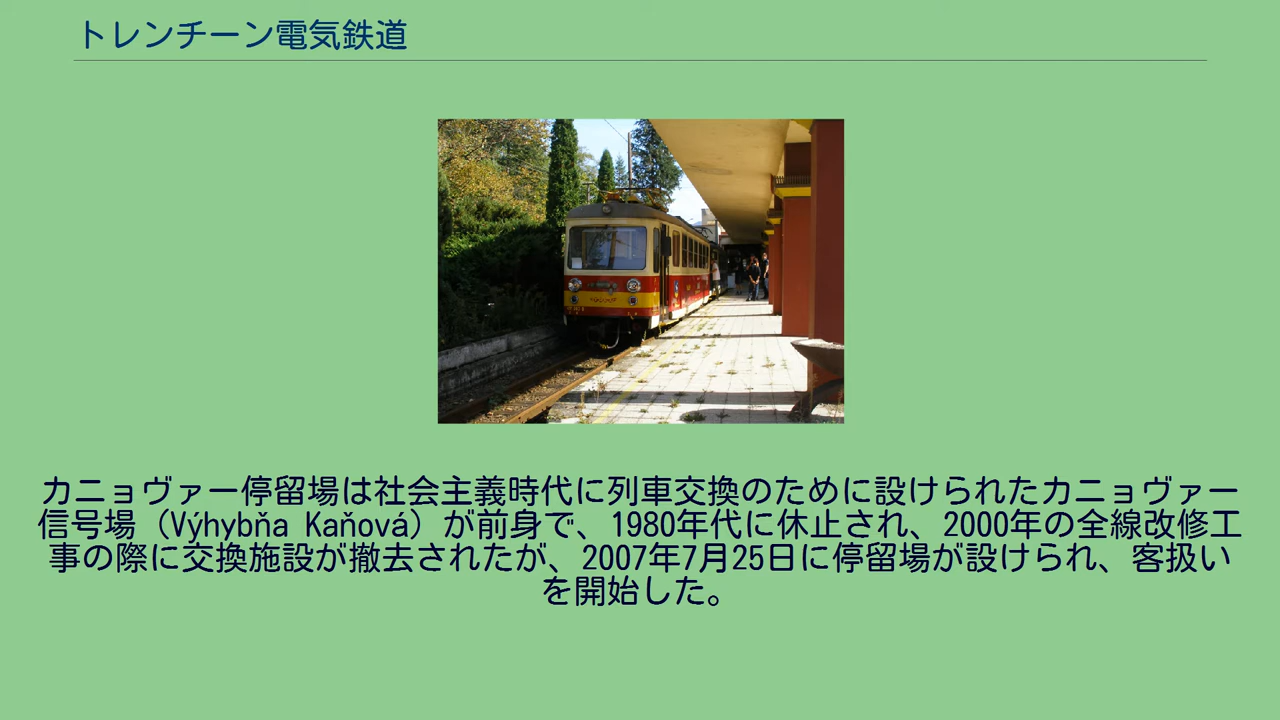 トレンチーン電気鉄道
カニョヴァー停留場は社会主義時代に列車交換のために設けられたカニョヴァー
信号場（Výhybňa Kaňová）が前身で、1980年代に休止され、2000年の全線改修工
事の際に交換施設が撤去されたが、2007年7月25日に停留場が設けられ、客扱い
を開始した。